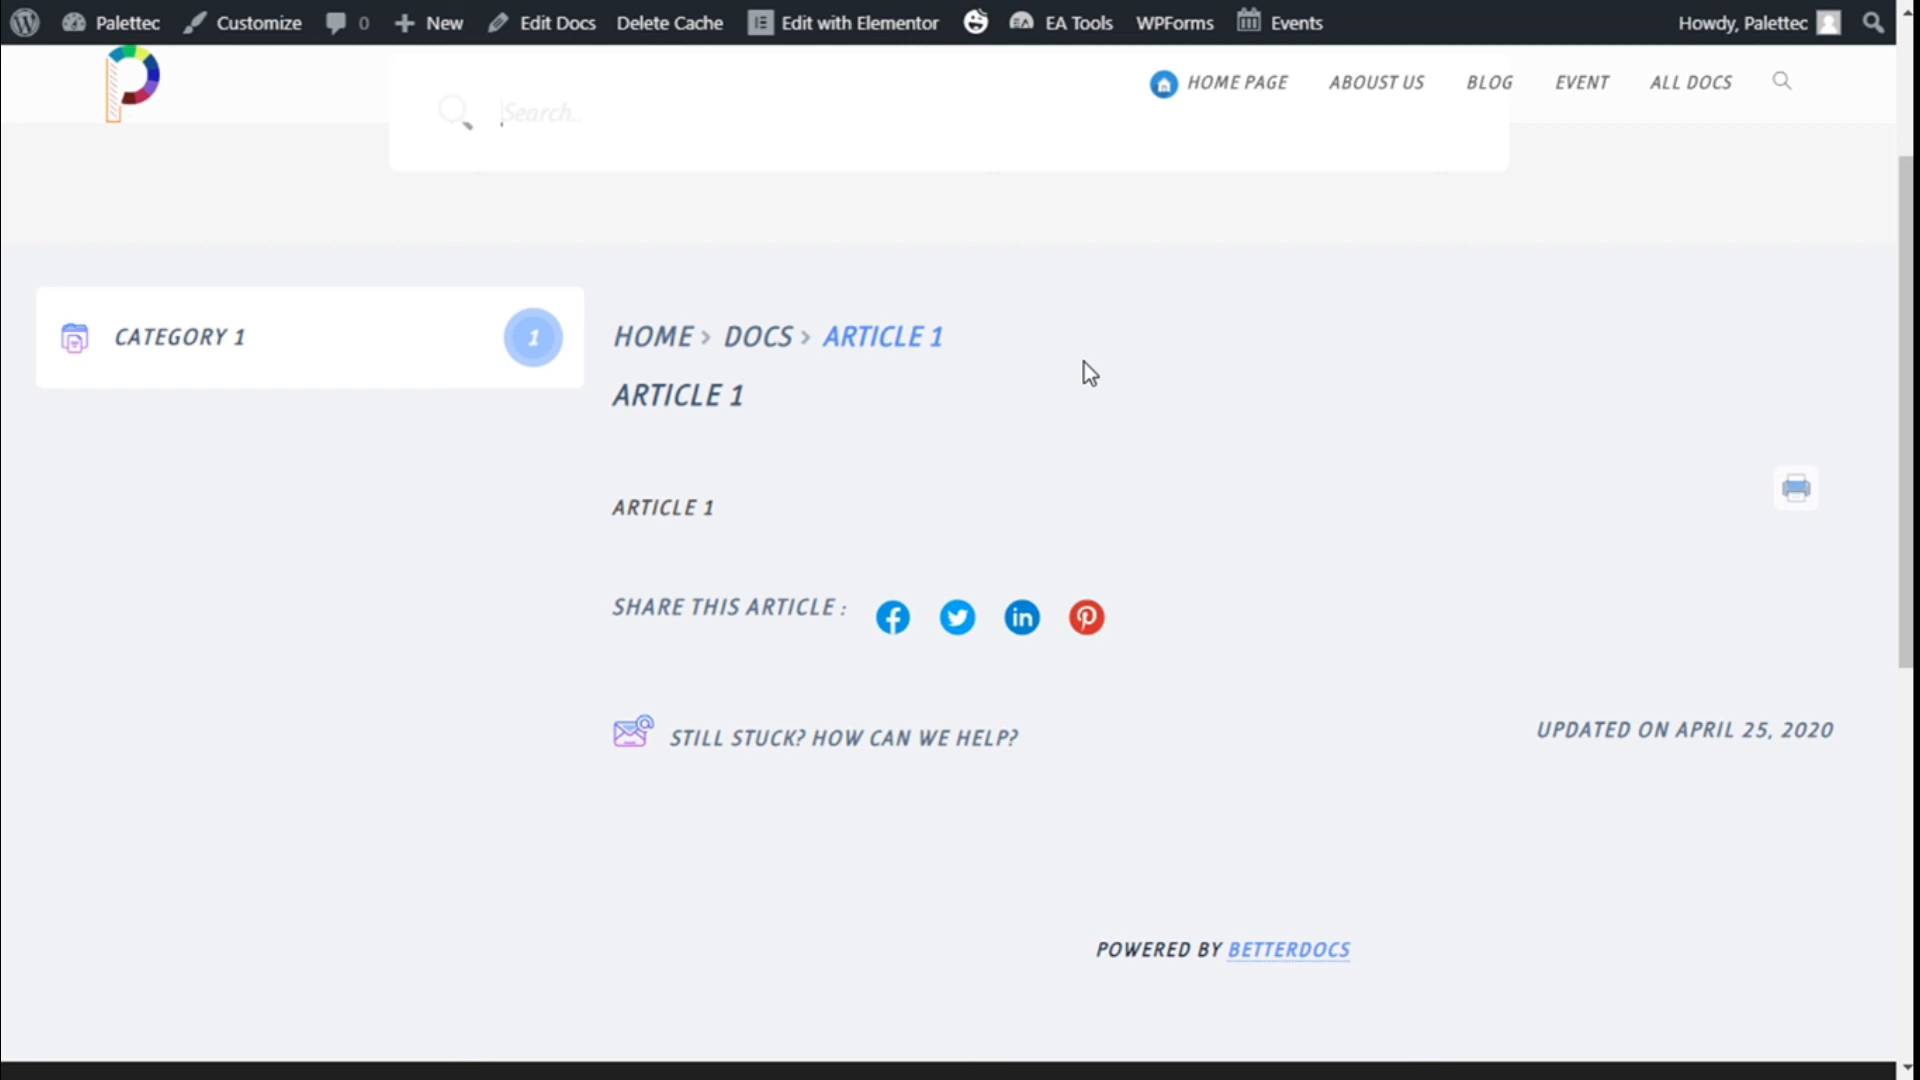 Palettec Customize 0 New Edit Docs Delete Cache Edit with Elementor EA Tools WPForms Events Howdy, Palettec
HOME PAGE ABOUST US BLOG EVENT ALL DOCS
Search..
CATEGORY 1 1
HOME > DOCS > ARTICLE 1
ARTICLE 1
ARTICLE 1
SHARE THIS ARTICLE :
STILL STUCK? HOW CAN WE HELP?
UPDATED ON APRIL 25, 2020
POWERED BY BETTERDOCS